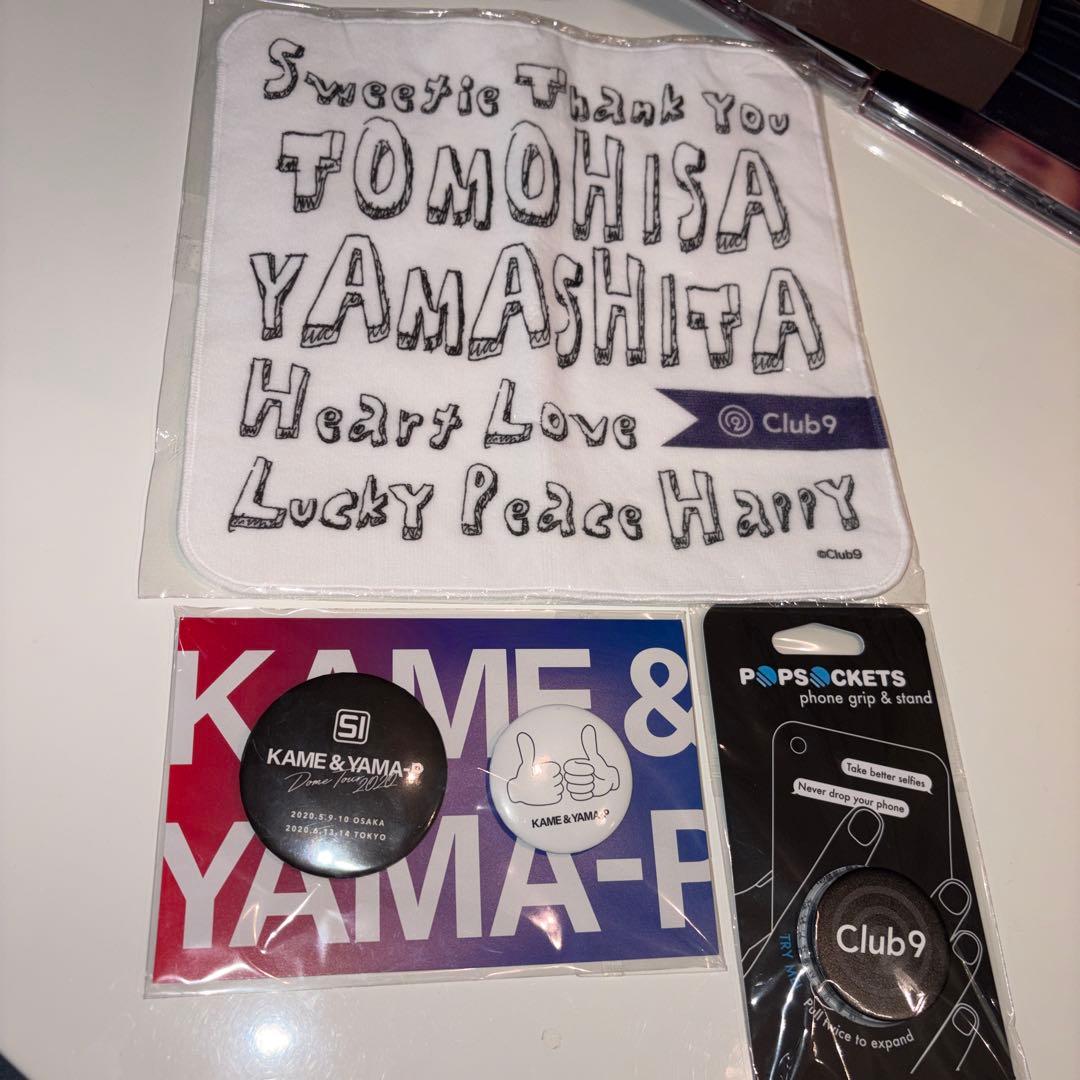 Sweetie Thank You
TOMOHISA
YAMASHITA
Heart Love
Club9
Lucky Peace Happy
©Club9
KAME &
YAMA-P
SI
KAME & YAMA-P
Dome Tour 2020
2020.5.9-10 OSAKA
2020.6.13.14 TOKYO
KAME & YAMA-P
POPSOCKETS
phone grip & stand
Take better selfies
Never drop your phone
TRY M
Club9
Pull twice to expand